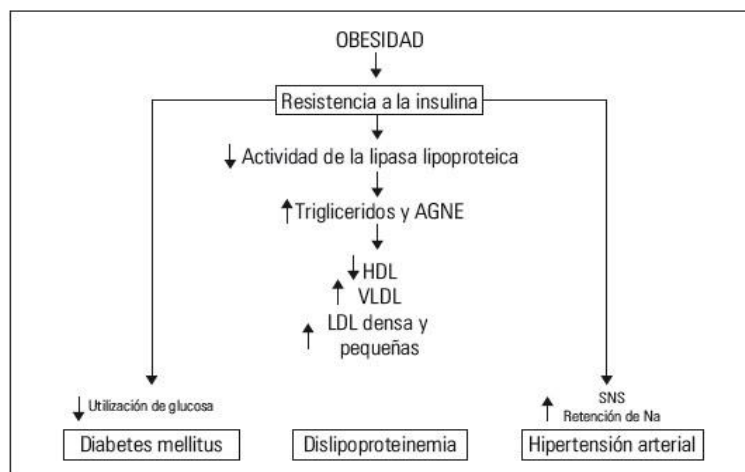 OBESIDAD
Resistencia a la insulina
Actividad de la lipasa lipoproteica
Trigliceridos y AGNE
HDL
VLDL
LDL densa y
pequeñas
Utilización de glucosa
SNS
Retención de Na
Diabetes mellitus
Dislipoproteinemia
Hipertensión arterial